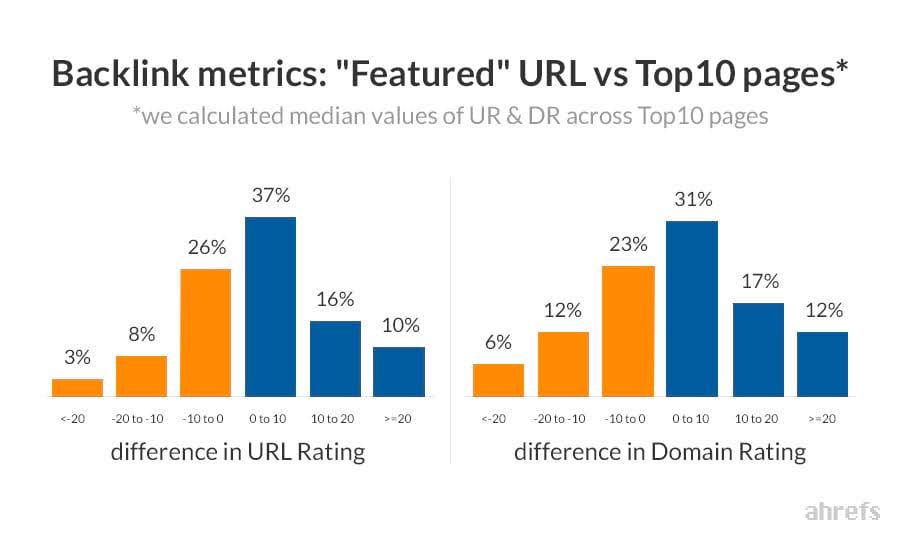 Backlink metrics: "Featured" URL vs Top10 pages*
*we calculated median values of UR & DR across Top10 pages
3%
8%
26%
37%
16%
10%
<-20
-20 to -10
-10 to 0
0 to 10
10 to 20
>=20
difference in URL Rating
6%
12%
23%
31%
17%
12%
<-20
-20 to -10
-10 to 0
0 to 10
10 to 20
>=20
difference in Domain Rating
ahrefs